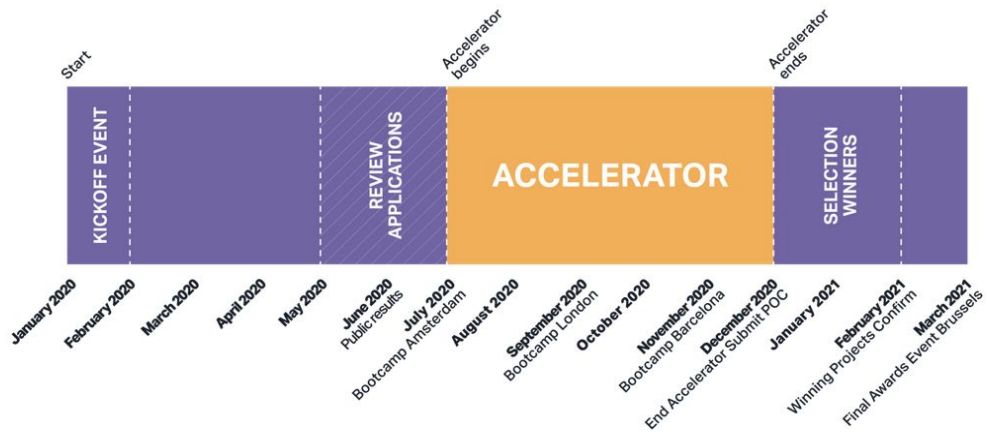 Start
Accelerator
begins
Accelerator
ends
KICKOFF EVENT
REVIEW
APPLICATIONS
ACCELERATOR
SELECTION
WINNERS
January 2020
February 2020
March 2020
April 2020
May 2020
June 2020
Public results
July 2020
Bootcamp Amsterdam
August 2020
September 2020
Bootcamp London
October 2020
November 2020
Bootcamp Barcelona
December 2020
End Accelerator Submit POC
January 2021
February 2021
Winning Projects Confirm
March 2021
Final Awards Event Brussels